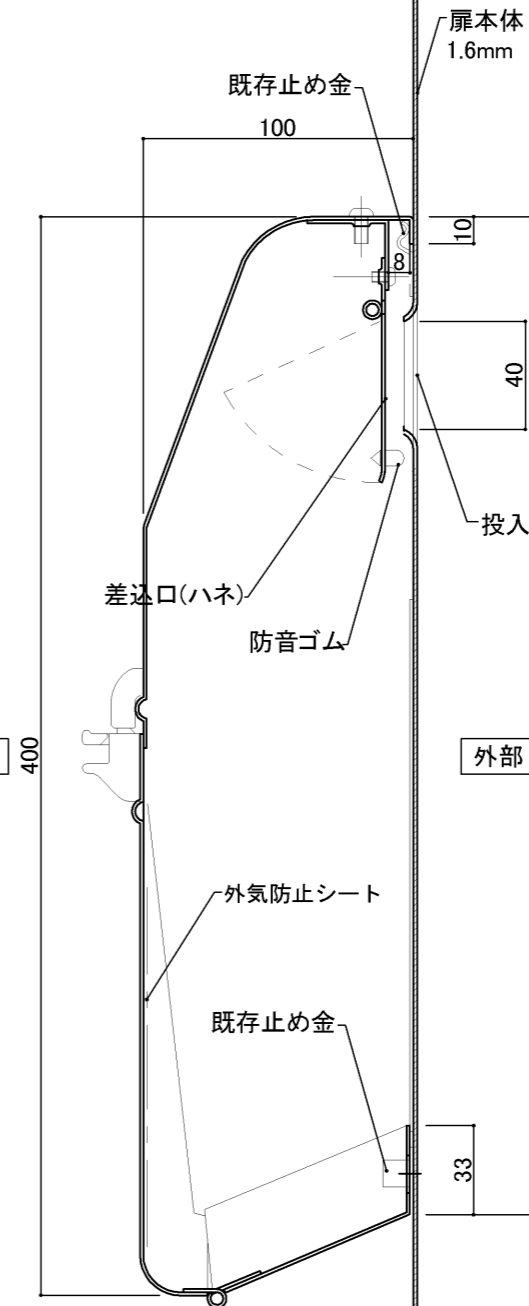 扉本体
1.6mm
既存止め金
100
10
8
40
投入
差込口(ハネ)
防音ゴム
400
外部
外気防止シート
既存止め金
33